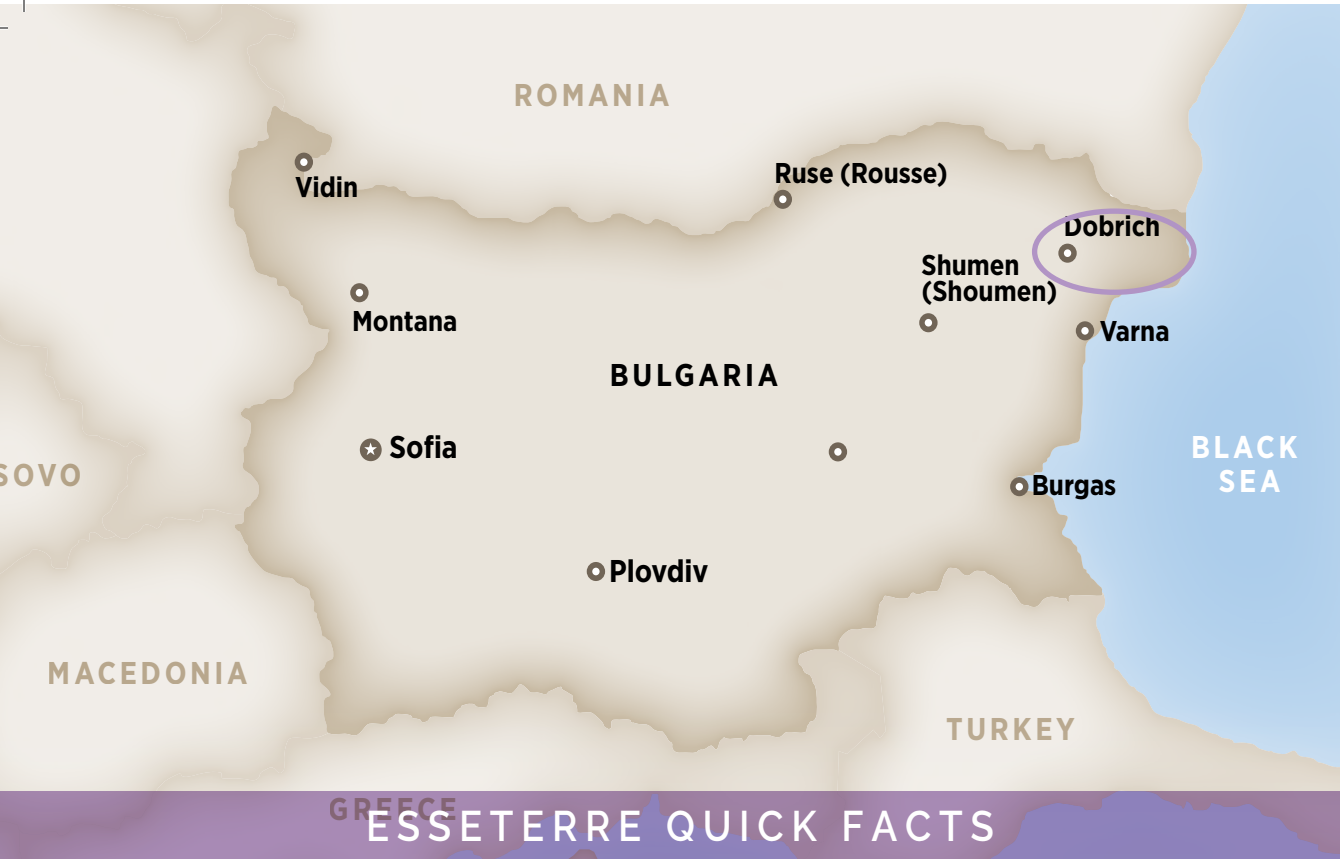 ROMANIA
Vidin
Ruse (Rousse)
Dobrich
Shumen
(Shoumen)
Montana
Varna
BULGARIA
Sofia
BLACK
SEA
SOVO
Burgas
Plovdiv
MACEDONIA
TURKEY
GREECE
ESSETERRE QUICK FACTS